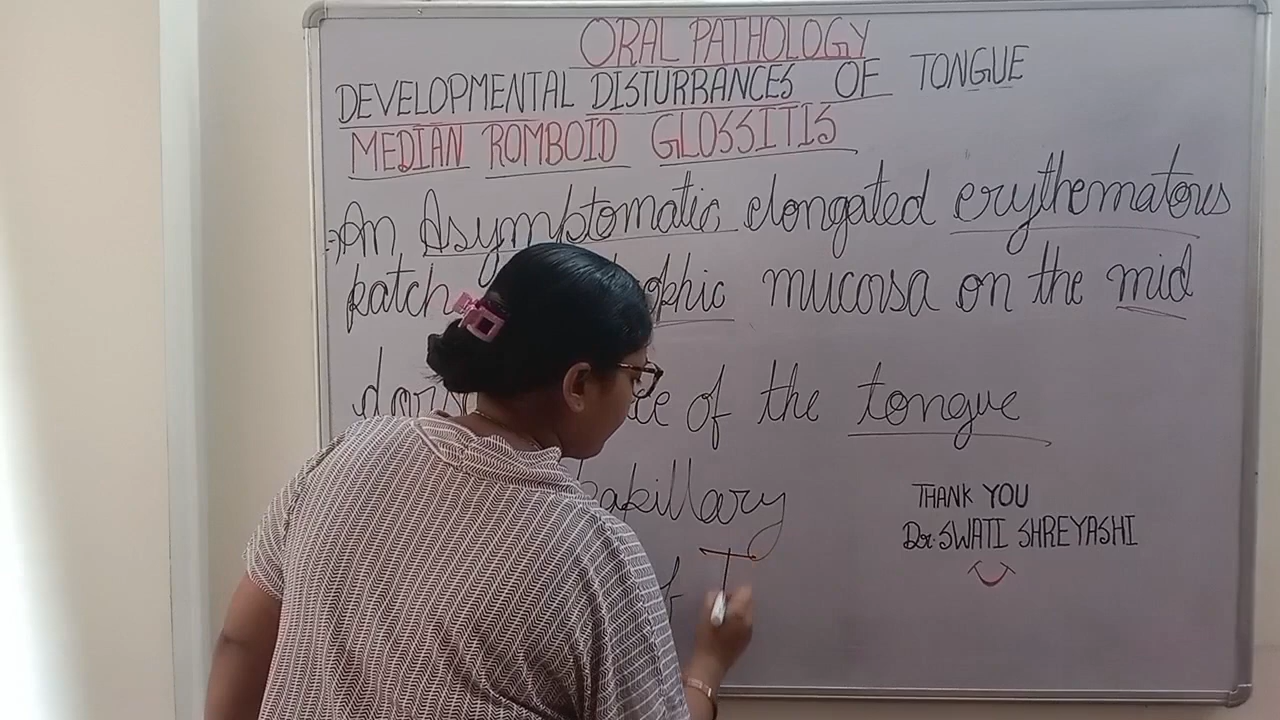 ORAL PATHOLOGY
DEVELOPMENTAL DISTURBANCES OF TONGUE
MEDIAN ROMBOID GLOSSITIS
An Asymptomatic elongated erythematous
patch mucosa on the mid
of the tongue
papillary
THANK YOU
Dr. SWATI SHREYASHI